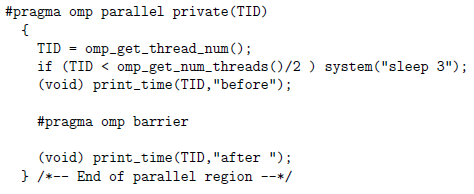 #pragma omp parallel private(TID)
{
TID = omp_get_thread_num();
if (TID < omp_get_num_threads()/2 ) system("sleep 3");
(void) print_time(TID,"before");
#pragma omp barrier
(void) print_time(TID,"after ");
} /*-- End of parallel region --*/